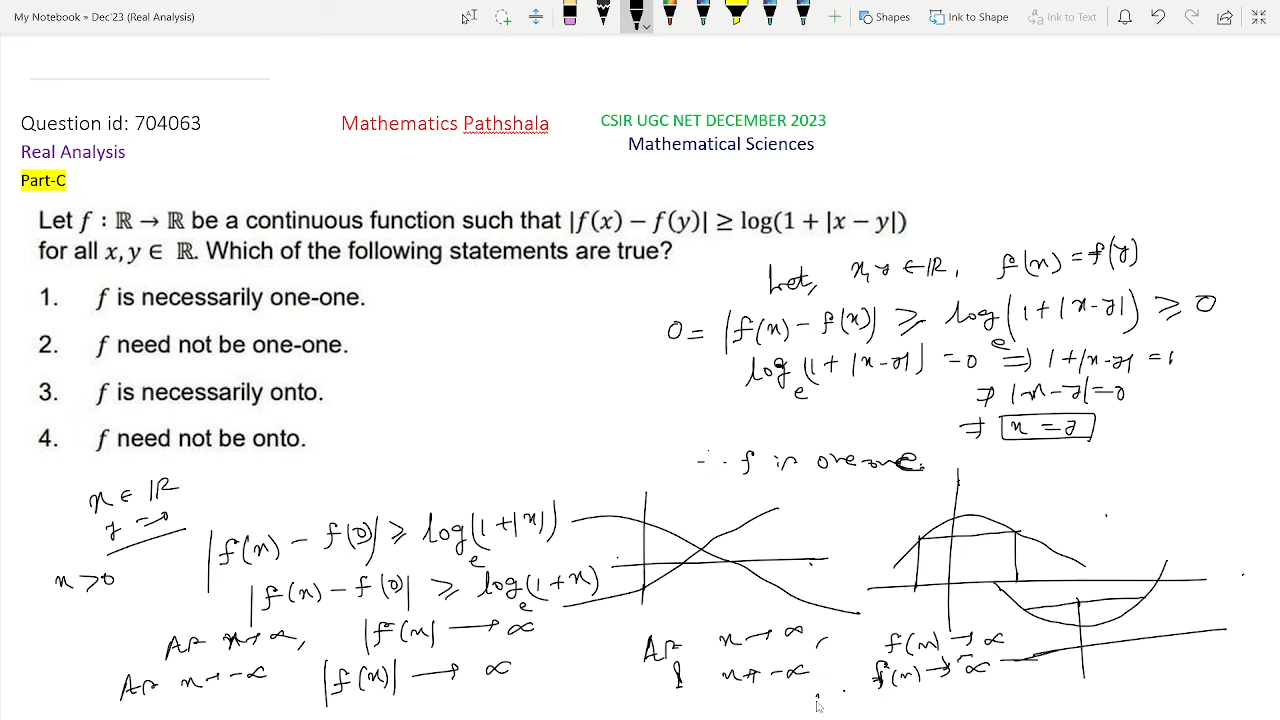 My Notebook » Dec'23 (Real Analysis)
Shapes
Ink to Shape
Ink to Text
Question id: 704063
Mathematics Pathshala
CSIR UGC NET DECEMBER 2023
Real Analysis
Mathematical Sciences
Part-C
Let f : ℝ → ℝ be a continuous function such that |f(x) − f(y)| ≥ log(1 + |x − y|)
for all x, y ∈ ℝ. Which of the following statements are true?
1. f is necessarily one-one.
2. f need not be one-one.
3. f is necessarily onto.
4. f need not be onto.
Let, x, y ∈ ℝ, f(x) = f(y)
0 = |f(x) − f(x)| ≥ log_e(1 + |x − y|) ≥ 0
log_e(1 + |x − y|) = 0 ⇒ 1 + |x − y| = 1
⇒ |x − y| = 0
⇒ x = y
∴ f is one one.
x ∈ ℝ
y = 0
|f(x) − f(0)| ≥ log_e(1 + |x|)
x > 0
|f(x) − f(0)| ≥ log_e(1 + x)
As x → ∞, |f(x)| → ∞
As x → −∞ |f(x)| → ∞
As x → ∞, f(x) → ∞
& x → −∞ f(x) → −∞